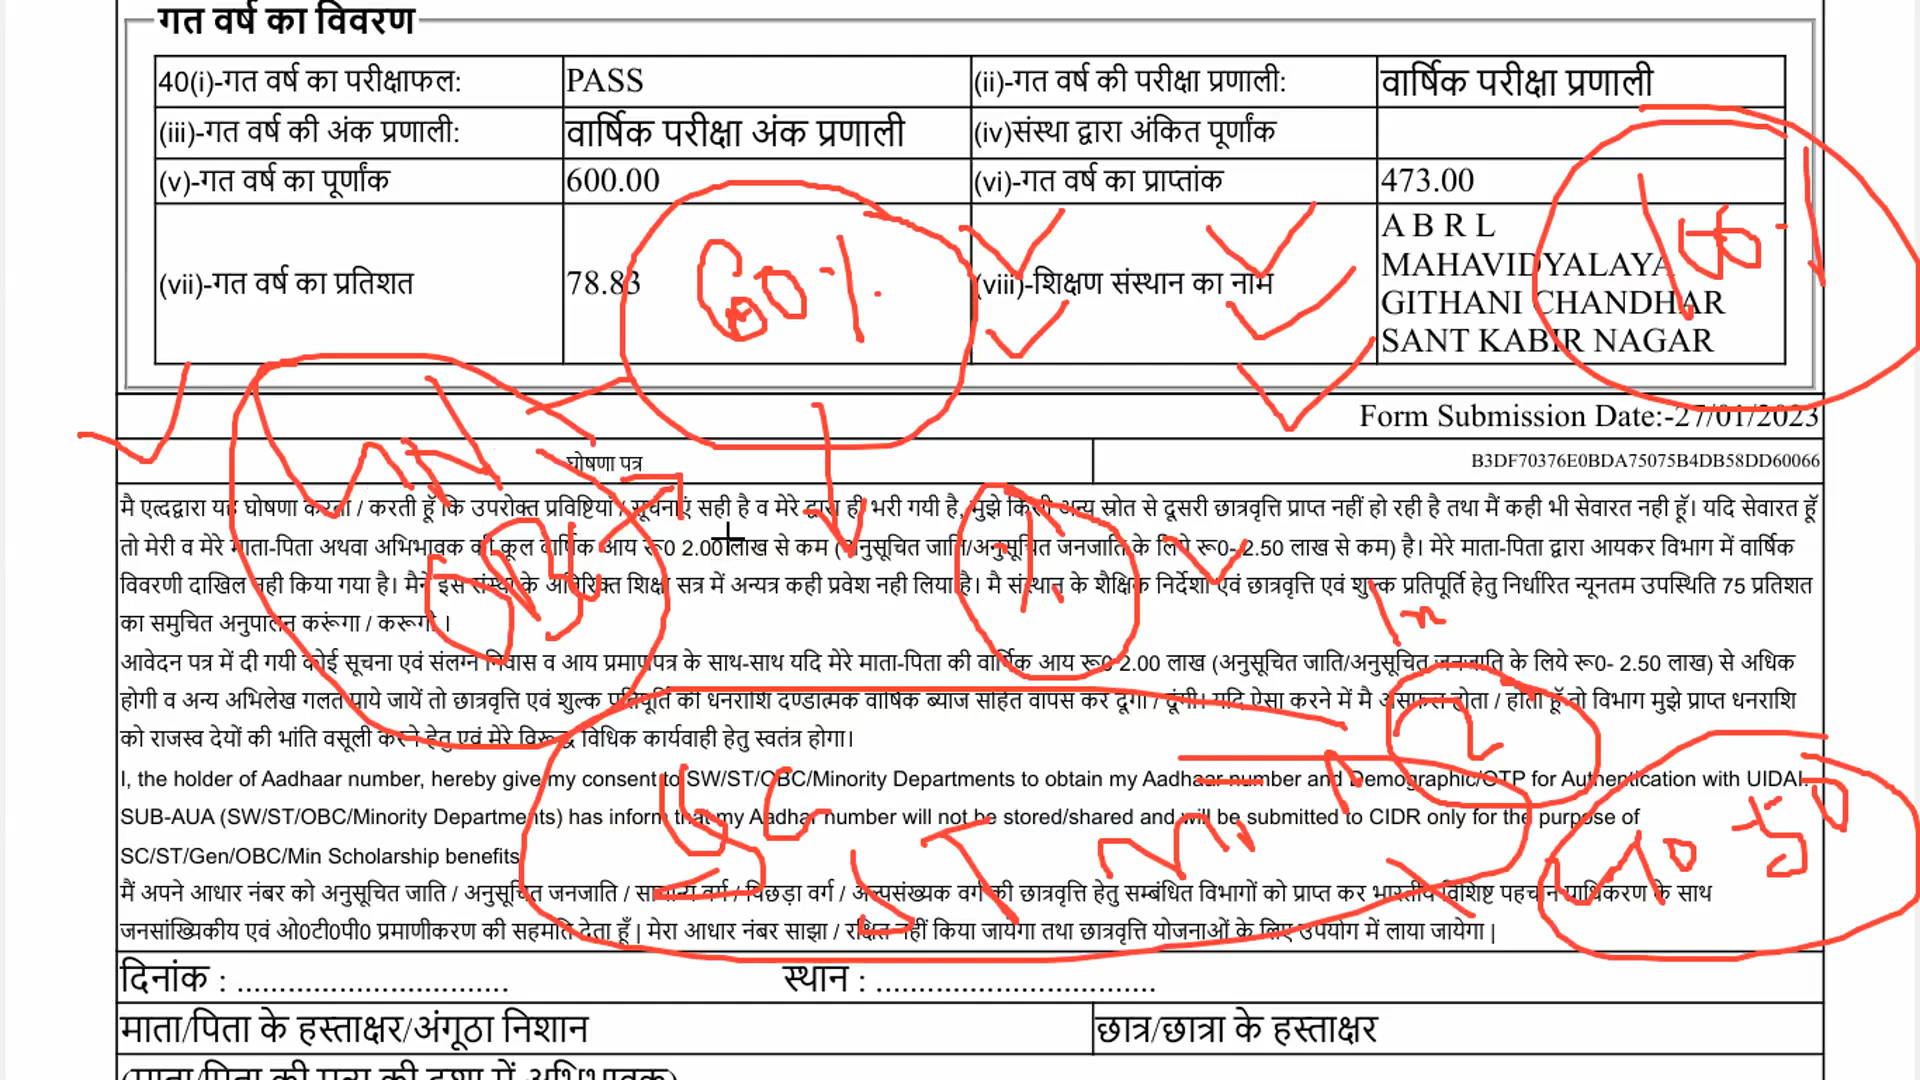 गत वर्ष का विवरण
40(i)-गत वर्ष का परीक्षाफल: PASS (ii)-गत वर्ष की परीक्षा प्रणाली: वार्षिक परीक्षा प्रणाली
(iii)-गत वर्ष की अंक प्रणाली: वार्षिक परीक्षा अंक प्रणाली (iv)संस्था द्वारा अंकित पूर्णांक
(v)-गत वर्ष का पूर्णांक 600.00 (vi)-गत वर्ष का प्राप्तांक 473.00
(vii)-गत वर्ष का प्रतिशत 78.83 (viii)-शिक्षण संस्थान का नाम A B R L
MAHAVIDYALAYA
GITHANI CHANDHAR
SANT KABIR NAGAR
60%
Form Submission Date:-27/01/2023
घोषणा पत्र B3DF70376E0BDA75075B4DB58DD60066
मै एत्दद्वारा यह घोषणा करता / करती हूँ कि उपरोक्त प्रविष्टियां / सूचनाएं सही है व मेरे द्वारा ही भरी गयी है, मुझे किसी अन्य स्रोत से दूसरी छात्रवृत्ति प्राप्त नहीं हो रही है तथा मैं कही भी सेवारत नही हूँ। यदि सेवारत हूँ
तो मेरी व मेरे माता-पिता अथवा अभिभावक की कूल वार्षिक आय रू0 2.00 लाख से कम (अनुसूचित जाति/अनुसूचित जनजाति के लिये रू0- 2.50 लाख से कम) है। मेरे माता-पिता द्वारा आयकर विभाग में वार्षिक
विवरणी दाखिल नही किया गया है। मैने इस संस्था के अतिरिक्त शिक्षा सत्र में अन्यत्र कही प्रवेश नही लिया है। मै संस्थान के शैक्षिक निर्देशों एवं छात्रवृत्ति एवं शुल्क प्रतिपूर्ति हेतु निर्धारित न्यूनतम उपस्थिति 75 प्रतिशत
का समुचित अनुपालन करूंगा / करूगी ।
आवेदन पत्र में दी गयी कोई सूचना एवं संलग्न निवास व आय प्रमाणपत्र के साथ-साथ यदि मेरे माता-पिता की वार्षिक आय रू0 2.00 लाख (अनुसूचित जाति/अनुसूचित जनजाति के लिये रू0- 2.50 लाख) से अधिक
होगी व अन्य अभिलेख गलत पाये जायें तो छात्रवृत्ति एवं शुल्क प्रतिपूर्ति की धनराशि दण्डात्मक वार्षिक ब्याज सहित वापस कर दूंगा / दूंगी। यदि ऐसा करने में मै असफल होता / होती हूँ तो विभाग मुझे प्राप्त धनराशि
को राजस्व देयों की भांति वसूली करने हेतु एवं मेरे विरूद्ध विधिक कार्यवाही हेतु स्वतंत्र होगा।
I, the holder of Aadhaar number, hereby give my consent to SW/ST/OBC/Minority Departments to obtain my Aadhaar number and Demographic/OTP for Authentication with UIDAI.
SUB-AUA (SW/ST/OBC/Minority Departments) has inform that my Aadhar number will not be stored/shared and will be submitted to CIDR only for the purpose of
SC/ST/Gen/OBC/Min Scholarship benefits
मैं अपने आधार नंबर को अनुसूचित जाति / अनुसूचित जनजाति / सामान्य वर्ग / पिछड़ा वर्ग / अल्पसंख्यक वर्ग की छात्रवृत्ति हेतु सम्बंधित विभागों को प्राप्त कर भारतीय विशिष्ट पहचान प्राधिकरण के साथ
जनसांख्यिकीय एवं ओ0टी0पी0 प्रमाणीकरण की सहमति देता हूँ | मेरा आधार नंबर साझा / रक्षित नहीं किया जायेगा तथा छात्रवृत्ति योजनाओं के लिए उपयोग में लाया जायेगा |
SC ST
2
दिनांक : ............................. स्थान : ..............................
माता/पिता के हस्ताक्षर/अंगूठा निशान छात्र/छात्रा के हस्ताक्षर
(माता/पिता की मृत्यु की दशा में अभिभावक)